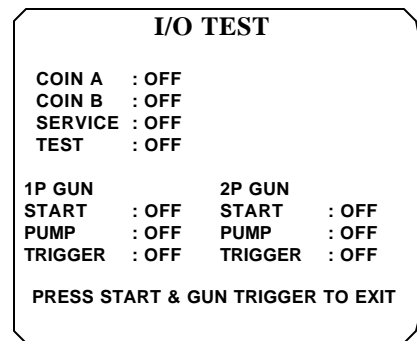 I/O TEST
COIN A : OFF
COIN B : OFF
SERVICE : OFF
TEST : OFF
1P GUN 2P GUN
START : OFF START : OFF
PUMP : OFF PUMP : OFF
TRIGGER : OFF TRIGGER : OFF
PRESS START & GUN TRIGGER TO EXIT